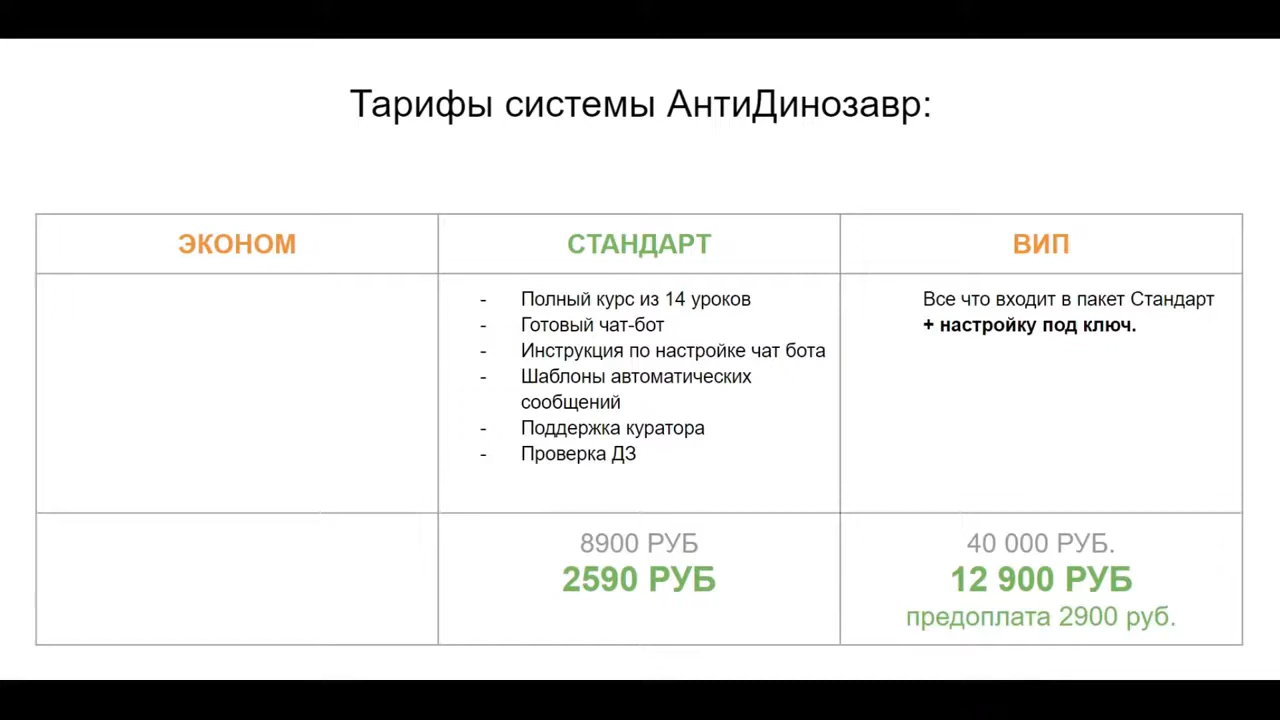 Тарифы системы АнтиДинозавр:
ЭКОНОМ
СТАНДАРТ
ВИП
- Полный курс из 14 уроков
- Готовый чат-бот
- Инструкция по настройке чат бота
- Шаблоны автоматических
сообщений
- Поддержка куратора
- Проверка ДЗ
Все что входит в пакет Стандарт
+ настройку под ключ.
8900 РУБ
2590 РУБ
40 000 РУБ.
12 900 РУБ
предоплата 2900 руб.